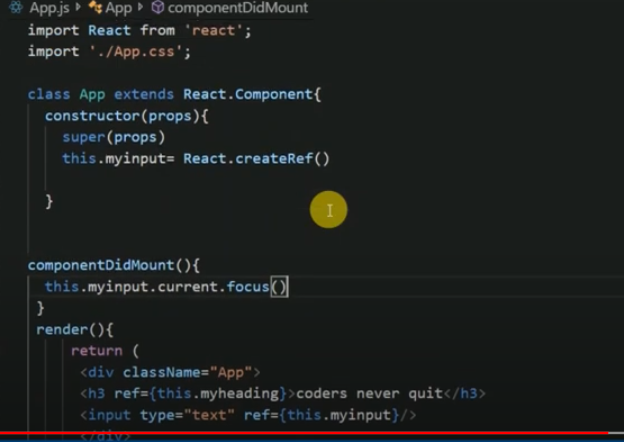 App.js App componentDidMount
import React from 'react';
import './App.css';
class App extends React.Component{
constructor(props){
super(props)
this.myinput= React.createRef()
}
componentDidMount(){
this.myinput.current.focus()
}
render(){
return (
<div className="App">
<h3 ref={this.myheading}>coders never quit</h3>
<input type="text" ref={this.myinput}/>
</div>